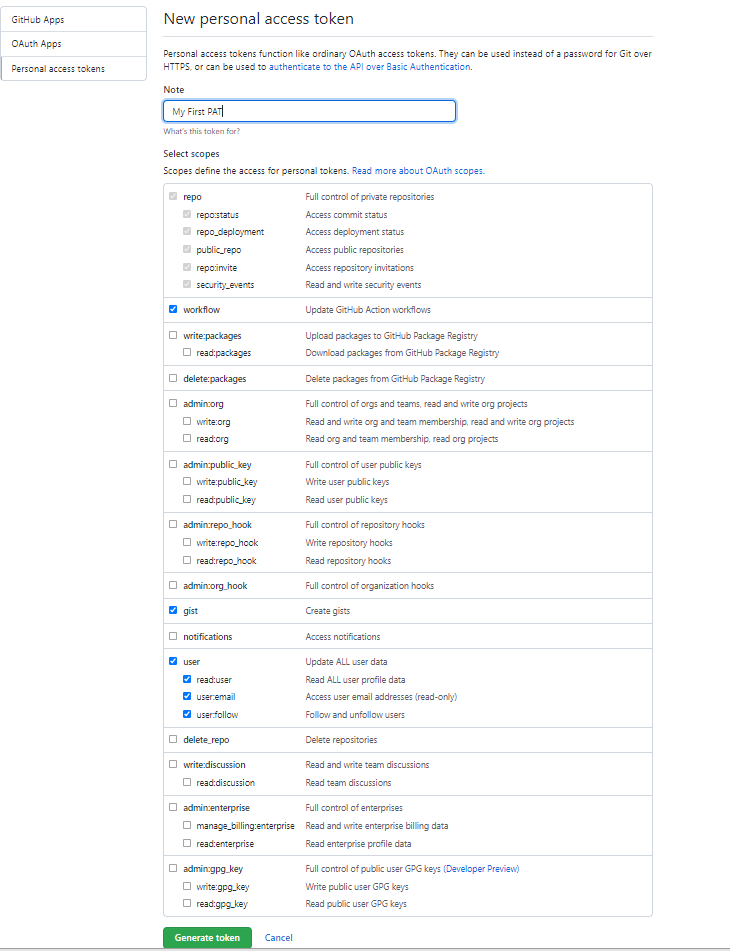 GitHub Apps
OAuth Apps
Personal access tokens
New personal access token
Personal access tokens function like ordinary OAuth access tokens. They can be used instead of a password for Git over
HTTPS, or can be used to authenticate to the API over Basic Authentication.
Note
My First PAT
What's this token for?
Select scopes
Scopes define the access for personal tokens. Read more about OAuth scopes.
repo Full control of private repositories
repo:status Access commit status
repo_deployment Access deployment status
public_repo Access public repositories
repo:invite Access repository invitations
security_events Read and write security events
workflow Update GitHub Action workflows
write:packages Upload packages to GitHub Package Registry
read:packages Download packages from GitHub Package Registry
delete:packages Delete packages from GitHub Package Registry
admin:org Full control of orgs and teams, read and write org projects
write:org Read and write org and team membership, read and write org projects
read:org Read org and team membership, read org projects
admin:public_key Full control of user public keys
write:public_key Write user public keys
read:public_key Read user public keys
admin:repo_hook Full control of repository hooks
write:repo_hook Write repository hooks
read:repo_hook Read repository hooks
admin:org_hook Full control of organization hooks
gist Create gists
notifications Access notifications
user Update ALL user data
read:user Read ALL user profile data
user:email Access user email addresses (read-only)
user:follow Follow and unfollow users
delete_repo Delete repositories
write:discussion Read and write team discussions
read:discussion Read team discussions
admin:enterprise Full control of enterprises
manage_billing:enterprise Read and write enterprise billing data
read:enterprise Read enterprise profile data
admin:gpg_key Full control of public user GPG keys (Developer Preview)
write:gpg_key Write public user GPG keys
read:gpg_key Read public user GPG keys
Generate token Cancel